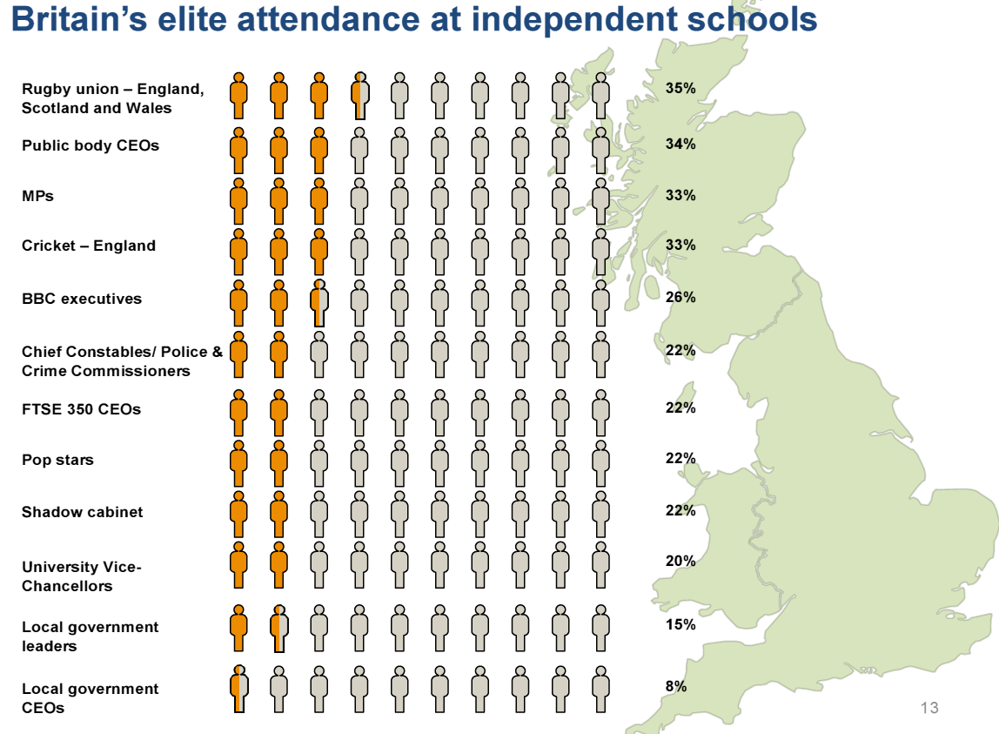 Britain’s elite attendance at independent schools
Rugby union – England,
Scotland and Wales
35%
Public body CEOs
34%
MPs
33%
Cricket – England
33%
BBC executives
26%
Chief Constables/ Police &
Crime Commissioners
22%
FTSE 350 CEOs
22%
Pop stars
22%
Shadow cabinet
22%
University Vice-
Chancellors
20%
Local government
leaders
15%
Local government
CEOs
8%
13